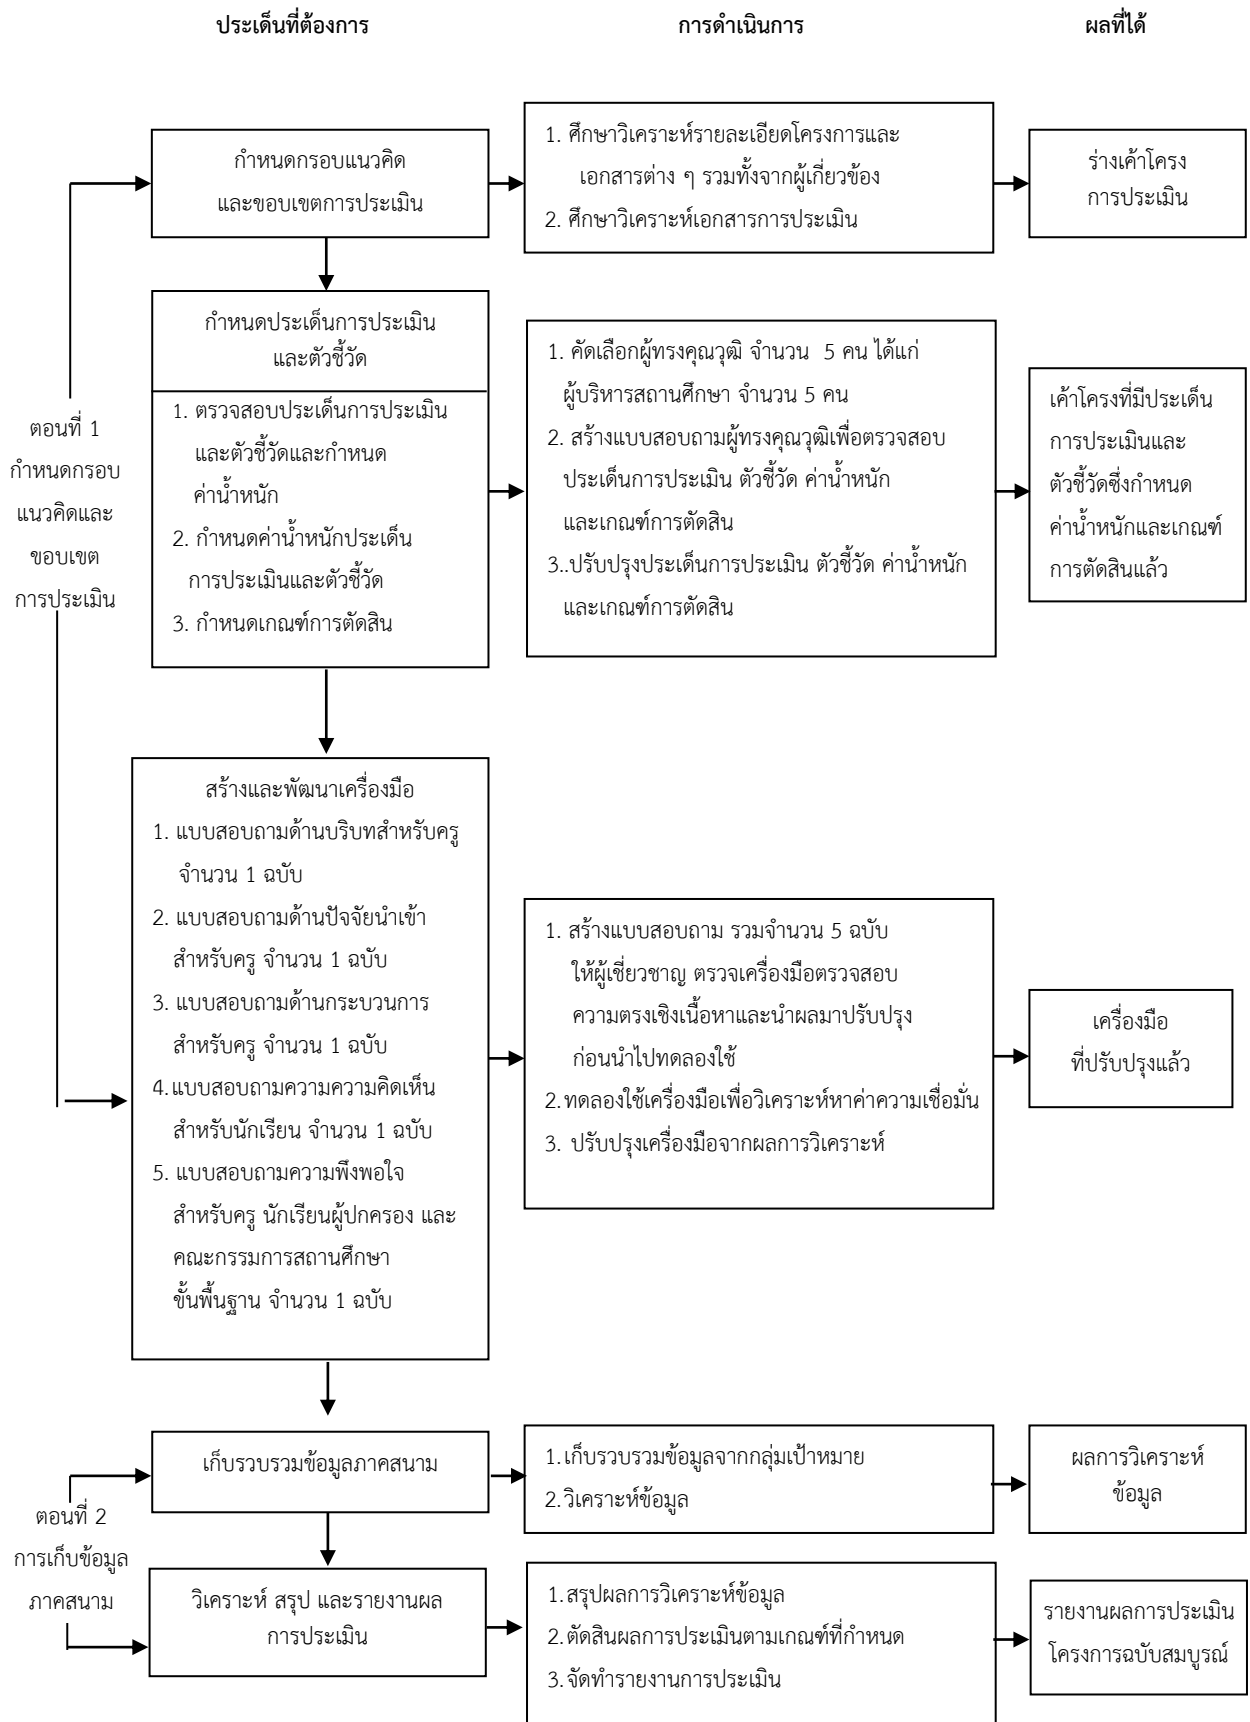 ประเด็นที่ต้องการ
การดำเนินการ
ผลที่ได้
กำหนดกรอบแนวคิด
และขอบเขตการประเมิน
1. ศึกษาวิเคราะห์รายละเอียดโครงการและ
เอกสารต่าง ๆ รวมทั้งจากผู้เกี่ยวข้อง
2. ศึกษาวิเคราะห์เอกสารการประเมิน
ร่างเค้าโครง
การประเมิน
ตอนที่ 1
กำหนดกรอบ
แนวคิดและ
ขอบเขต
การประเมิน
กำหนดประเด็นการประเมิน
และตัวชี้วัด
1. ตรวจสอบประเด็นการประเมิน
และตัวชี้วัดและกำหนด
ค่าน้ำหนัก
2. กำหนดค่าน้ำหนักประเด็น
การประเมินและตัวชี้วัด
3. กำหนดเกณฑ์การตัดสิน
1. คัดเลือกผู้ทรงคุณวุฒิ จำนวน  5 คน ได้แก่
ผู้บริหารสถานศึกษา จำนวน 5 คน
2. สร้างแบบสอบถามผู้ทรงคุณวุฒิเพื่อตรวจสอบ
ประเด็นการประเมิน ตัวชี้วัด ค่าน้ำหนัก
และเกณฑ์การตัดสิน
3..ปรับปรุงประเด็นการประเมิน ตัวชี้วัด ค่าน้ำหนัก
และเกณฑ์การตัดสิน
เค้าโครงที่มีประเด็น
การประเมินและ
ตัวชี้วัดซึ่งกำหนด
ค่าน้ำหนักและเกณฑ์
การตัดสินแล้ว
สร้างและพัฒนาเครื่องมือ
1. แบบสอบถามด้านบริบทสำหรับครู
จำนวน 1 ฉบับ
2. แบบสอบถามด้านปัจจัยนำเข้า
สำหรับครู จำนวน 1 ฉบับ
3. แบบสอบถามด้านกระบวนการ
สำหรับครู จำนวน 1 ฉบับ
4.แบบสอบถามความความคิดเห็น
สำหรับนักเรียน จำนวน 1 ฉบับ
5. แบบสอบถามความพึงพอใจ
สำหรับครู นักเรียนผู้ปกครอง และ
คณะกรรมการสถานศึกษา
ขั้นพื้นฐาน จำนวน 1 ฉบับ
1. สร้างแบบสอบถาม รวมจำนวน 5 ฉบับ
ให้ผู้เชี่ยวชาญ ตรวจเครื่องมือตรวจสอบ
ความตรงเชิงเนื้อหาและนำผลมาปรับปรุง
ก่อนนำไปทดลองใช้
2.ทดลองใช้เครื่องมือเพื่อวิเคราะห์หาค่าความเชื่อมั่น
3. ปรับปรุงเครื่องมือจากผลการวิเคราะห์
เครื่องมือ
ที่ปรับปรุงแล้ว
ตอนที่ 2
การเก็บข้อมูล
ภาคสนาม
เก็บรวบรวมข้อมูลภาคสนาม
1.เก็บรวบรวมข้อมูลจากกลุ่มเป้าหมาย
2.วิเคราะห์ข้อมูล
ผลการวิเคราะห์
ข้อมูล
วิเคราะห์ สรุป และรายงานผล
การประเมิน
1.สรุปผลการวิเคราะห์ข้อมูล
2.ตัดสินผลการประเมินตามเกณฑ์ที่กำหนด
3.จัดทำรายงานการประเมิน
รายงานผลการประเมิน
โครงการฉบับสมบูรณ์